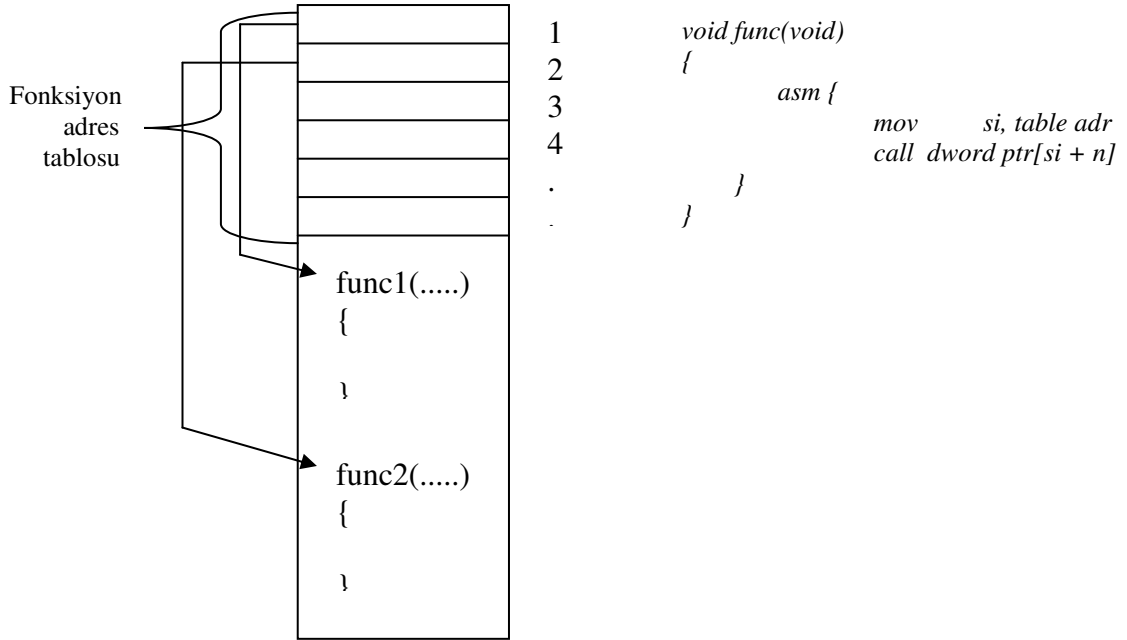 Fonksiyon
adres
tablosu
1
2
3
4
.
.
func1(.....)
{
}
func2(.....)
{
}
void func(void)
{
asm {
mov si, table adr
call dword ptr[si + n]
}
}